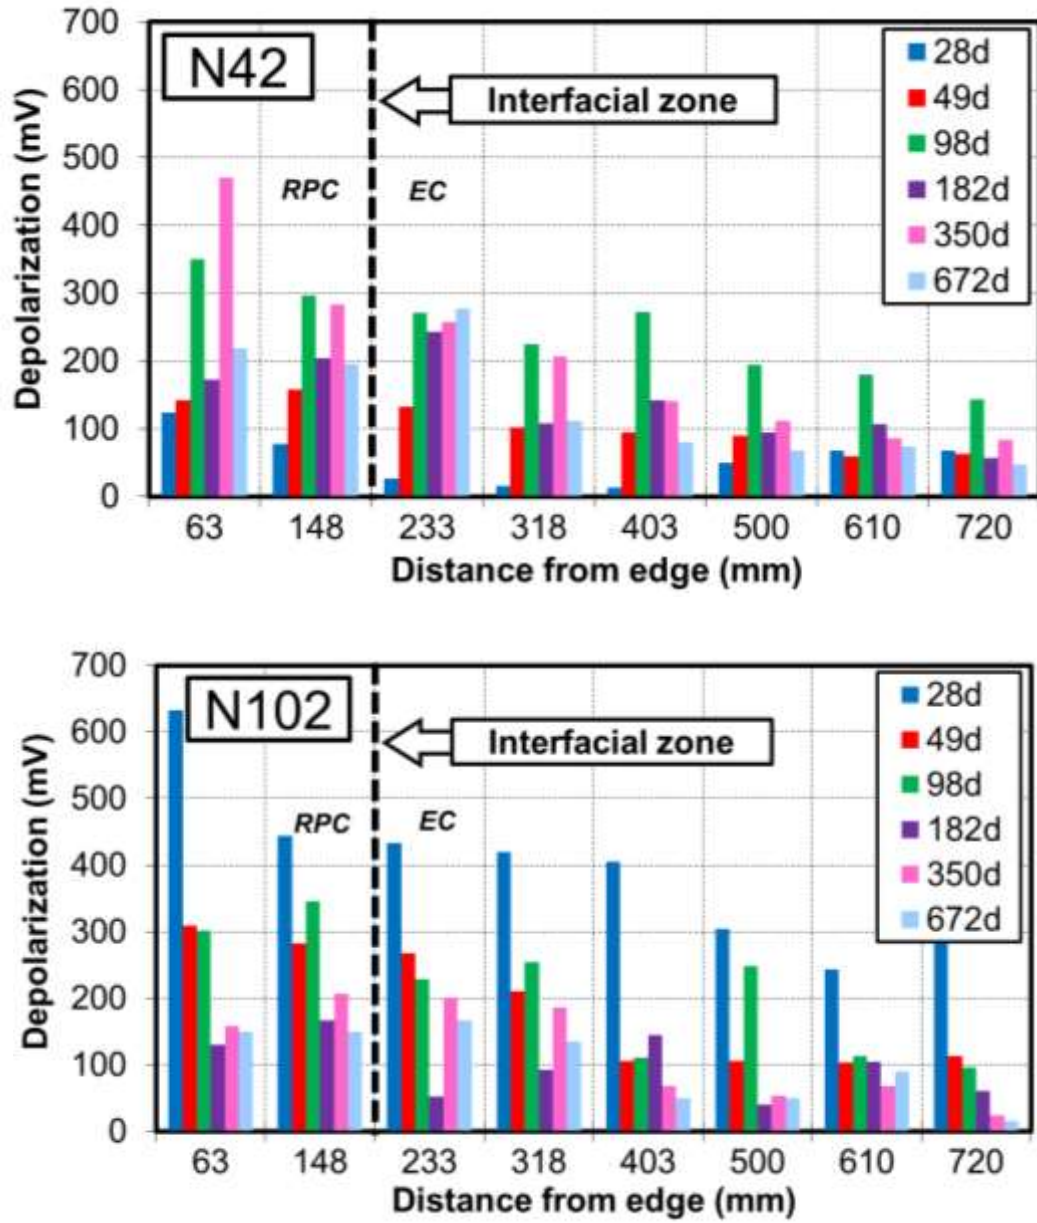 700
600
500
400
300
200
100
0
Depolarization (mV)
N42
Interfacial zone
RPC EC
28d
49d
98d
182d
350d
672d
63 148 233 318 403 500 610 720
Distance from edge (mm)
700
600
500
400
300
200
100
0
Depolarization (mV)
N102
Interfacial zone
RPC EC
28d
49d
98d
182d
350d
672d
63 148 233 318 403 500 610 720
Distance from edge (mm)